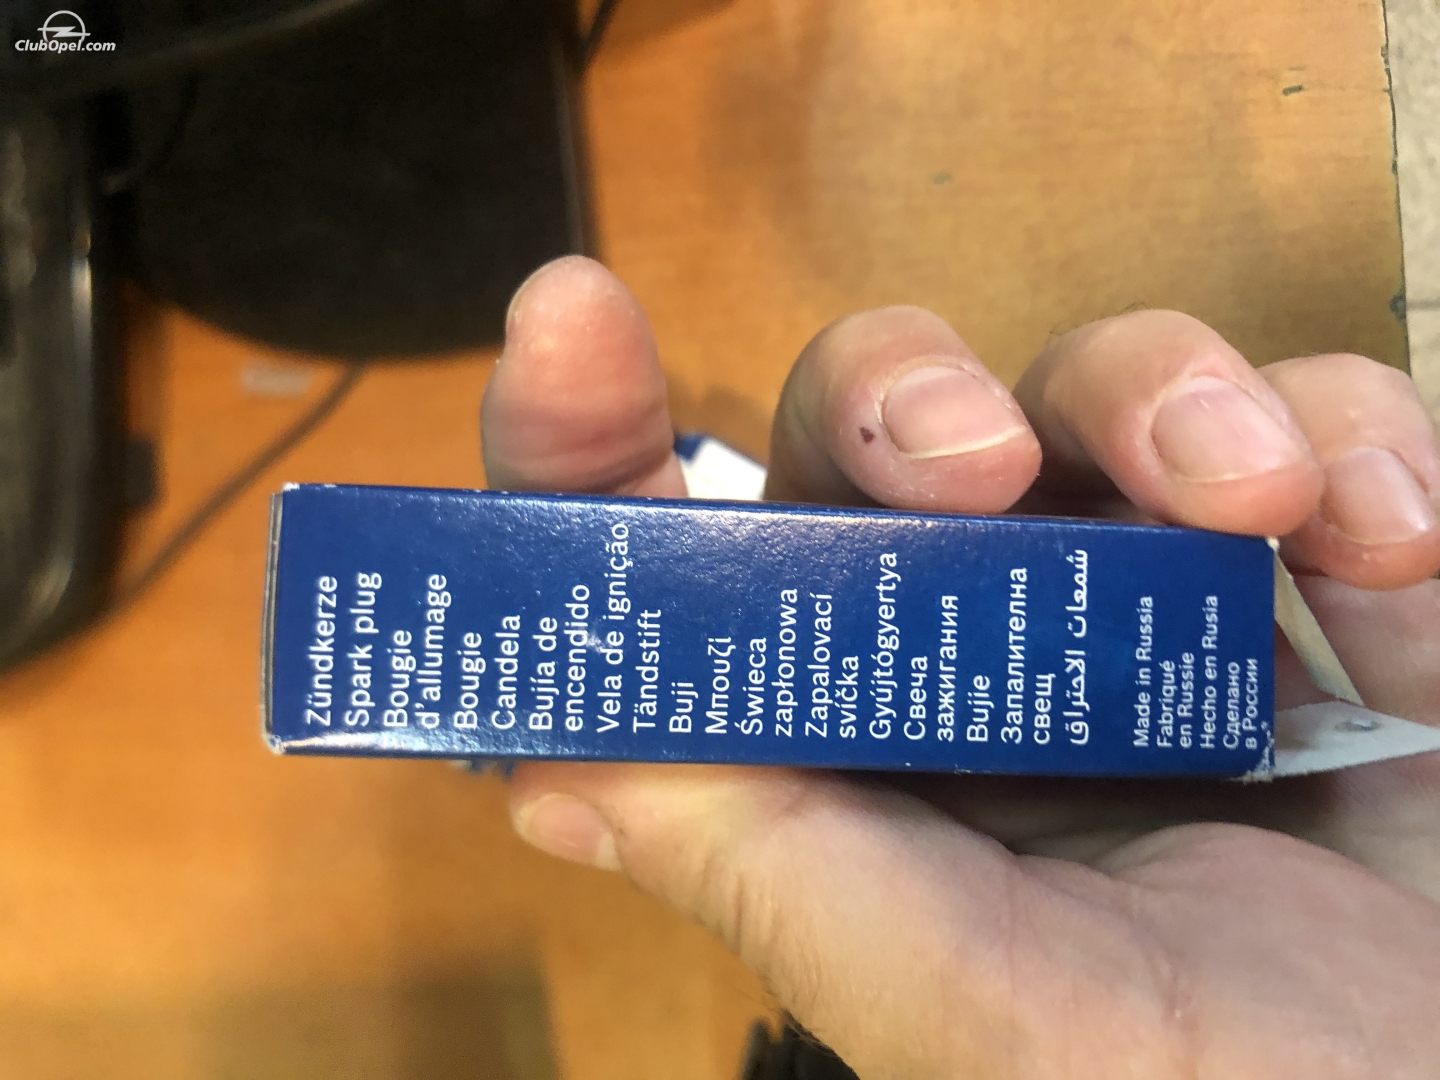 ClubOpel.com
Zündkerze
Spark plug
Bougie
d'allumage
Bougie
Candela
Bujía de
encendido
Vela de ignição
Tändstift
Buji
Μπουζί
Świeca
zapłonowa
Zapalovací
svíčka
Gyújtógyertya
Свеча
зажигания
Bujie
Запалителна
свещ
شمعات الاحتراق
Made in Russia
Fabriqué
en Russie
Hecho en Rusia
Сделано
в России